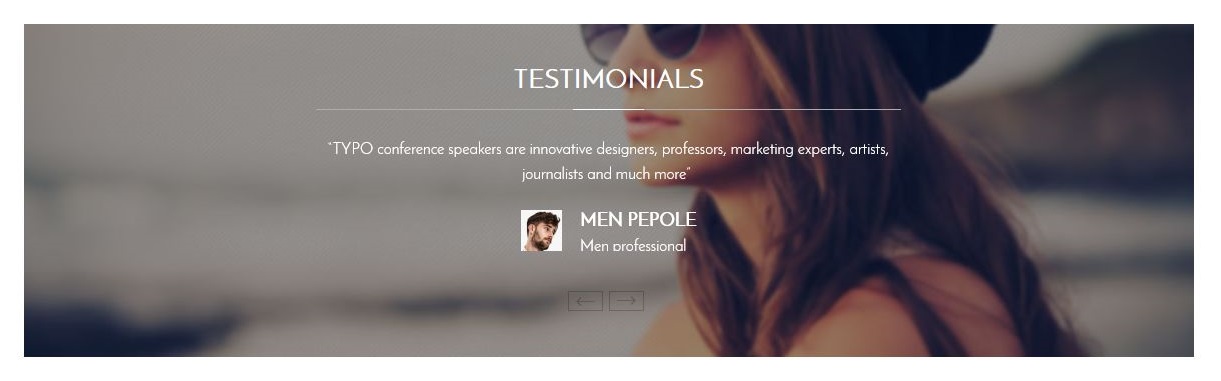 TESTIMONIALS
“TYPO conference speakers are innovative designers, professors, marketing experts, artists,
journalists and much more”
MEN PEPOLE
Men professional